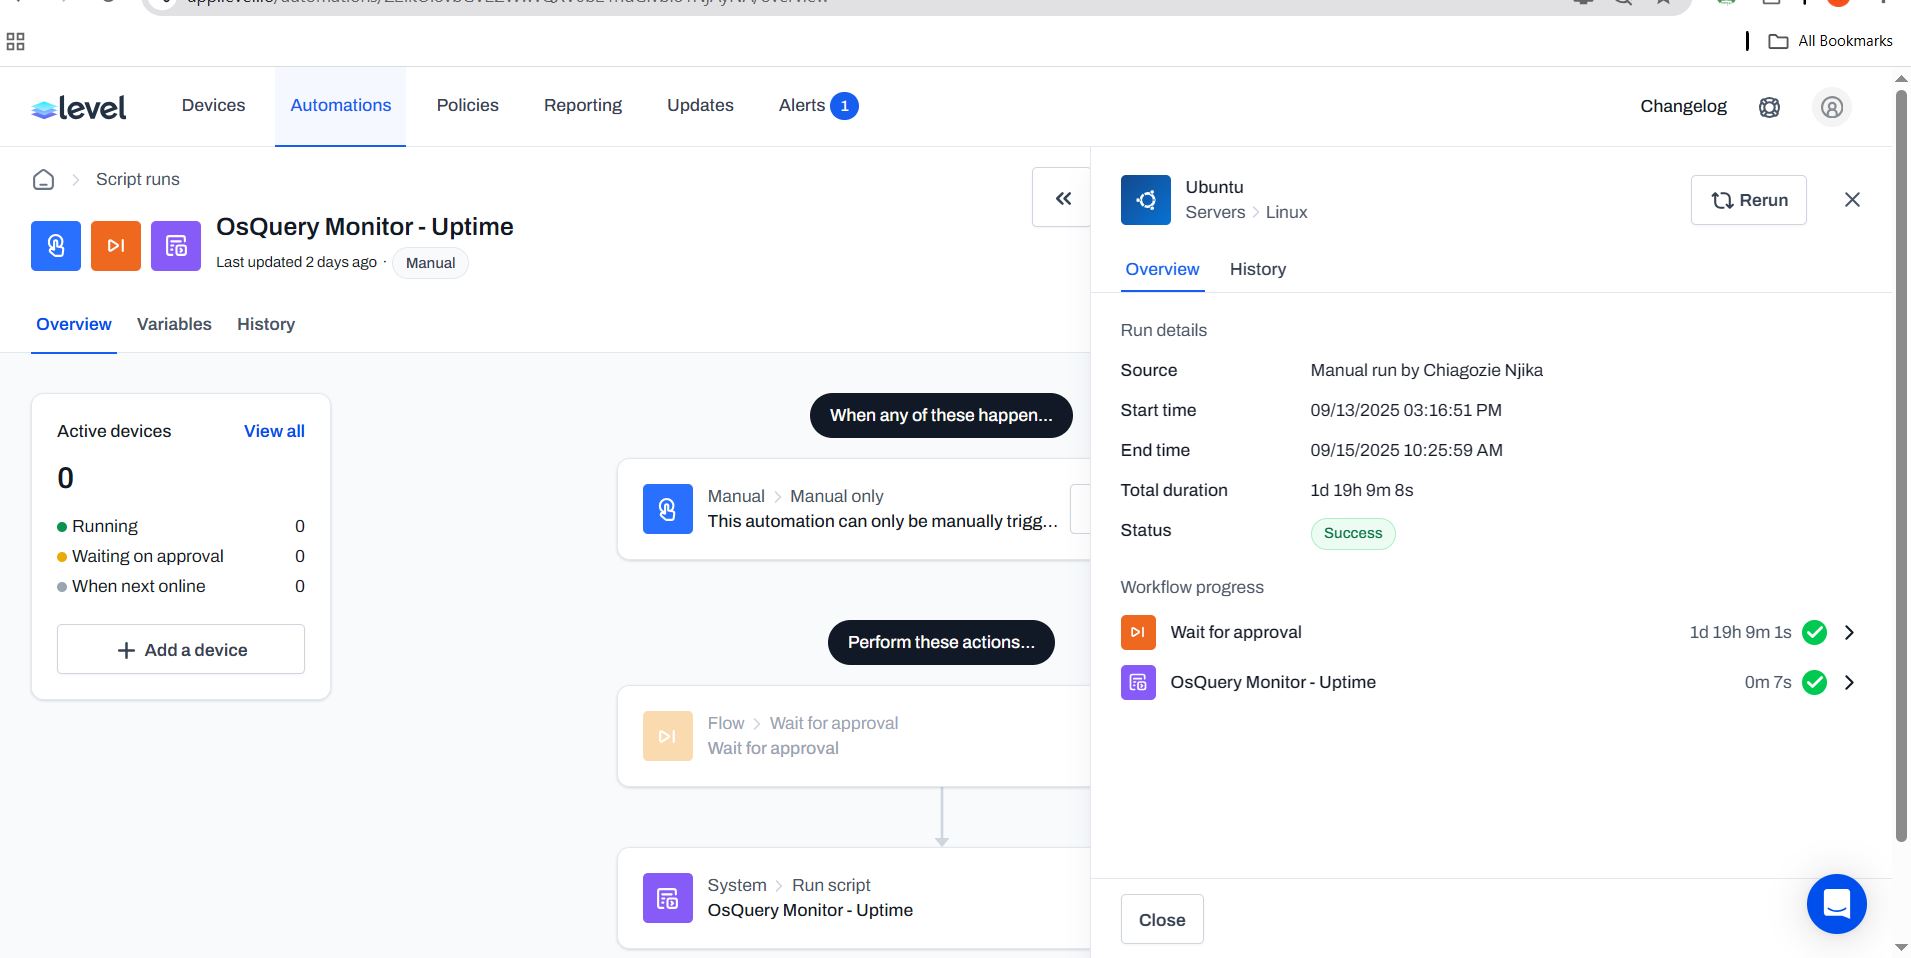 All Bookmarks
level
Devices
Automations
Policies
Reporting
Updates
Alerts 1
Changelog
Script runs
OsQuery Monitor - Uptime
Last updated 2 days ago · Manual
Overview
Variables
History
Active devices
View all
0
Running 0
Waiting on approval 0
When next online 0
+ Add a device
When any of these happen...
Manual > Manual only
This automation can only be manually trigg...
Perform these actions...
Flow > Wait for approval
Wait for approval
System > Run script
OsQuery Monitor - Uptime
Ubuntu
Servers > Linux
Rerun
Overview
History
Run details
Source Manual run by Chiagozie Njika
Start time 09/13/2025 03:16:51 PM
End time 09/15/2025 10:25:59 AM
Total duration 1d 19h 9m 8s
Status Success
Workflow progress
Wait for approval 1d 19h 9m 1s
OsQuery Monitor - Uptime 0m 7s
Close